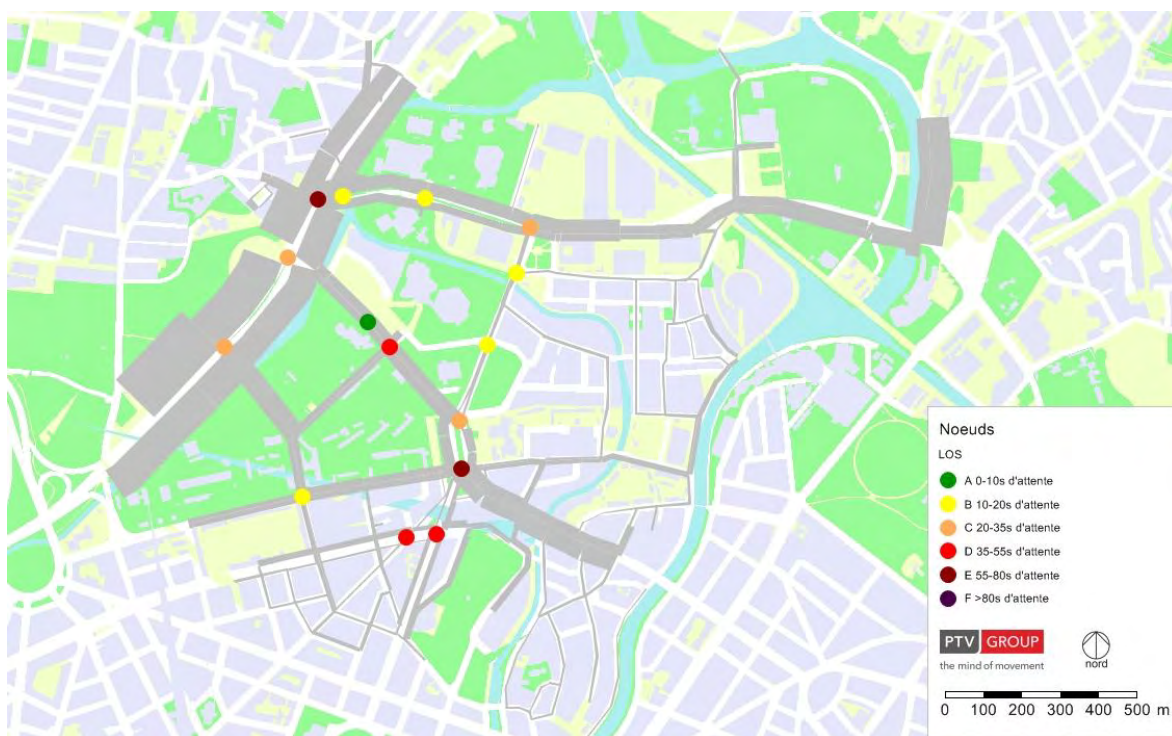 Noeuds
LOS
A 0-10s d'attente
B 10-20s d'attente
C 20-35s d'attente
D 35-55s d'attente
E 55-80s d'attente
F >80s d'attente
PTV GROUP
the mind of movement
nord
0 100 200 300 400 500 m